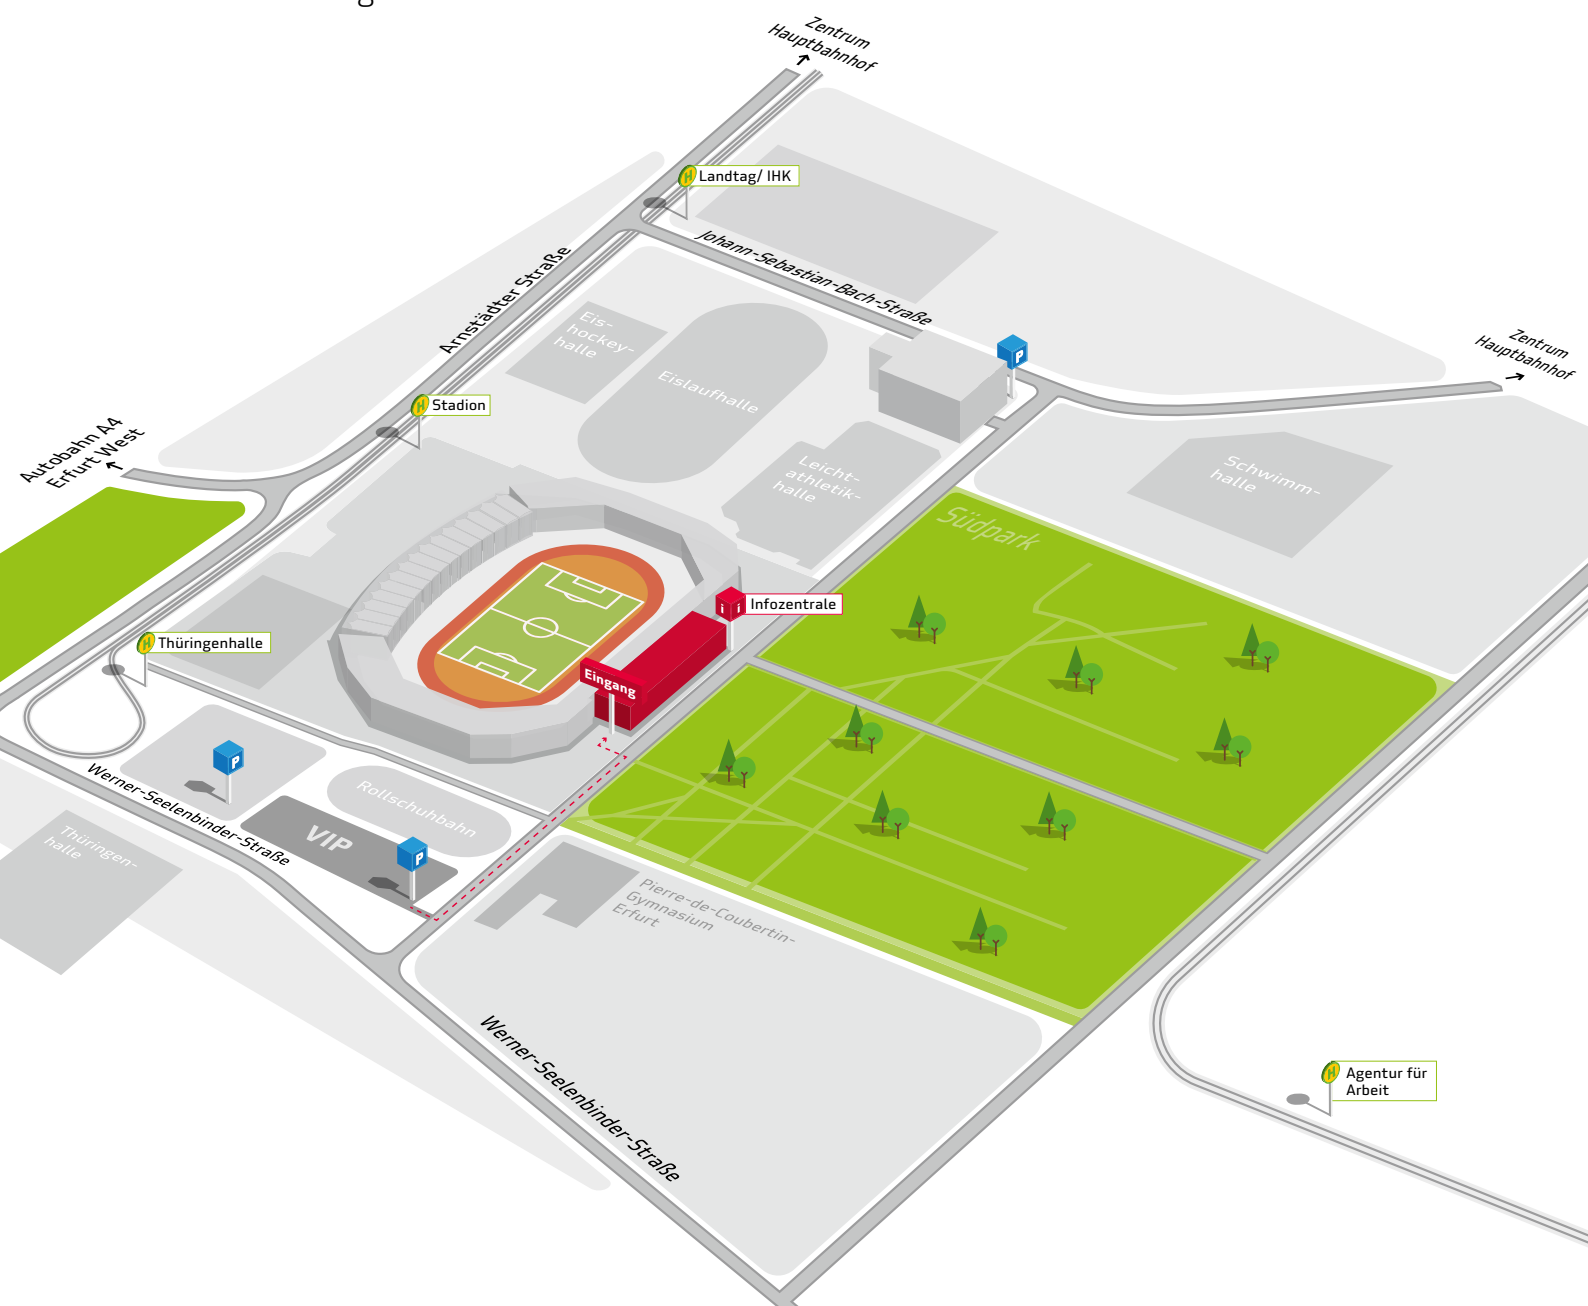 Zentrum
Hauptbahnhof
Landtag/ IHK
Johann-Sebastian-Bach-Straße
Arnstädter Straße
Eis-
hockey-
halle
Eislaufhalle
P
Zentrum
Hauptbahnhof
H Stadion
Autobahn A4
Erfurt West
Leicht-
athletik-
halle
Schwimm-
halle
Südpark
i i Infozentrale
H Thüringenhalle
Eingang
P
Werner-Seelenbinder-Straße
Rollschuhbahn
VIP
P
Thüringen-
halle
Pierre-de-Coubertin-
Gymnasium
Erfurt
Werner-Seelenbinder-Straße
H Agentur für
Arbeit